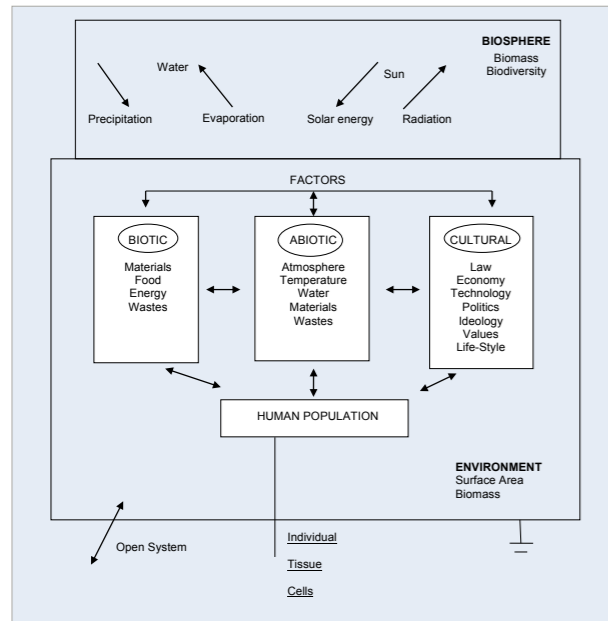 BIOSPHERE
Biomass
Biodiversity
Water
Sun
Precipitation
Evaporation
Solar energy
Radiation
FACTORS
BIOTIC
Materials
Food
Energy
Wastes
ABIOTIC
Atmosphere
Temperature
Water
Materials
Wastes
CULTURAL
Law
Economy
Technology
Politics
Ideology
Values
Life-Style
HUMAN POPULATION
ENVIRONMENT
Surface Area
Biomass
Open System
Individual
Tissue
Cells